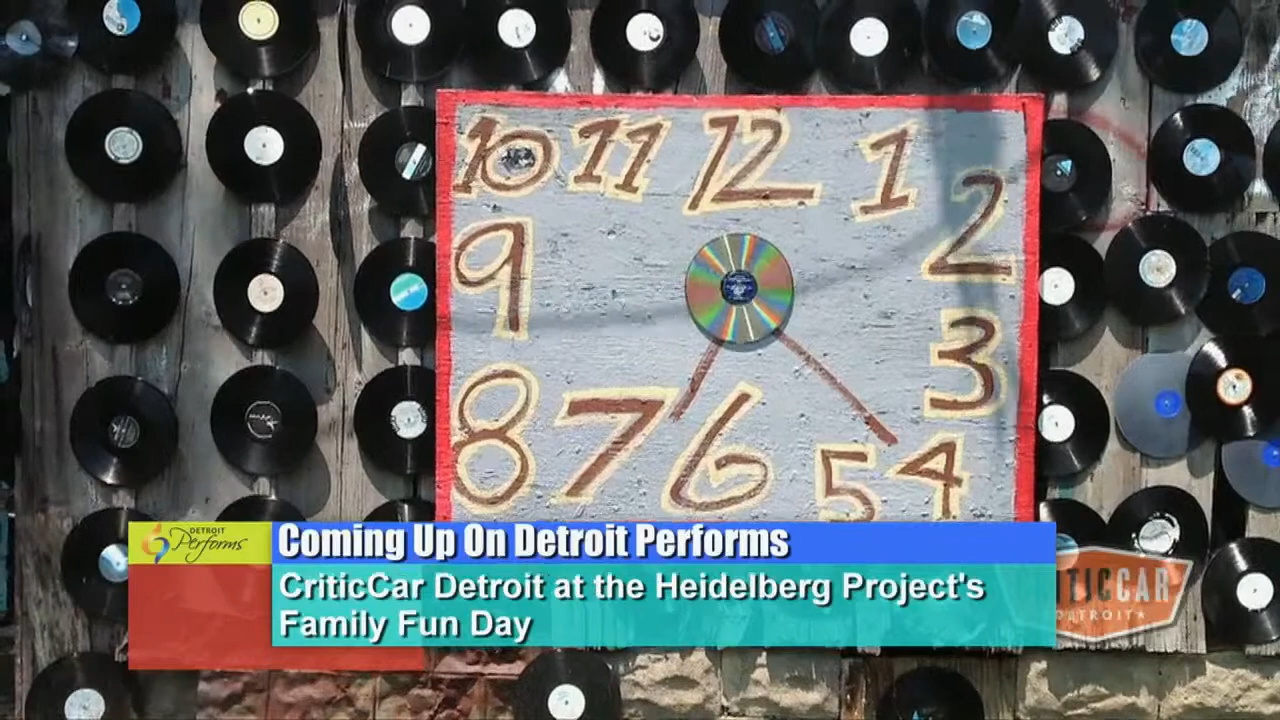 10 11 12 1
2
9
3
8 7 6 5 4
DETROIT
Performs
Coming Up On Detroit Performs
CriticCar Detroit at the Heidelberg Project's
Family Fun Day
ITICCAR
DETROIT